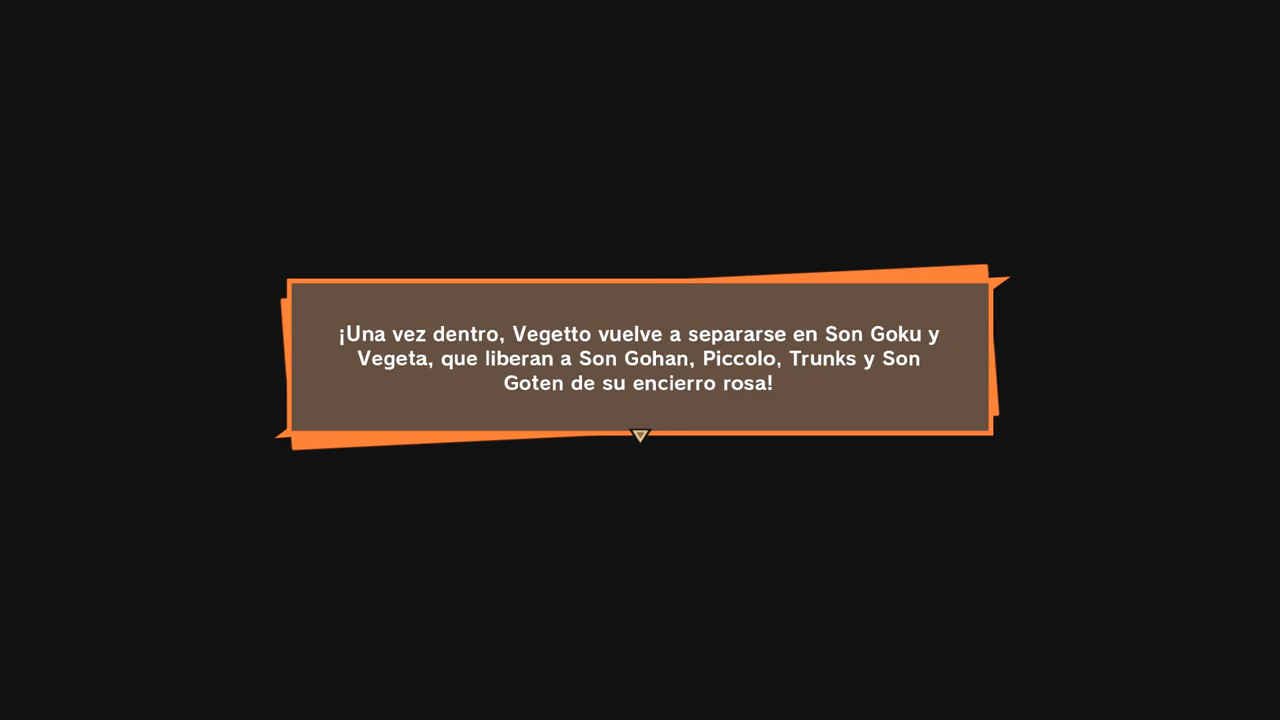 ¡Una vez dentro, Vegetto vuelve a separarse en Son Goku y
Vegeta, que liberan a Son Gohan, Piccolo, Trunks y Son
Goten de su encierro rosa!